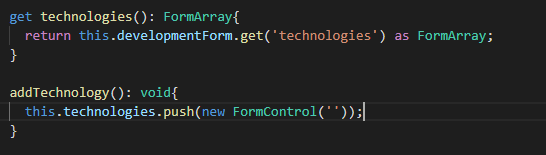 get technologies(): FormArray{
return this.developmentForm.get('technologies') as FormArray;
}
addTechnology(): void{
this.technologies.push(new FormControl(''));
}